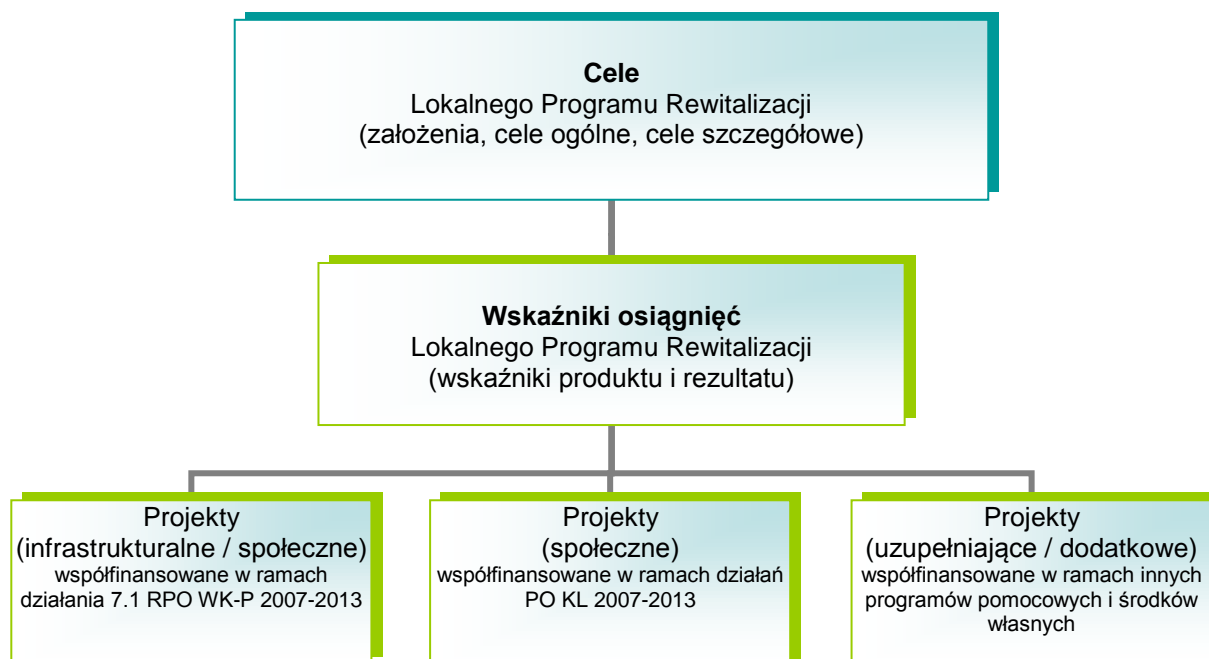 Cele
Lokalnego Programu Rewitalizacji
(założenia, cele ogólne, cele szczegółowe)
Wskaźniki osiągnięć
Lokalnego Programu Rewitalizacji
(wskaźniki produktu i rezultatu)
Projekty
(infrastrukturalne / społeczne)
współfinansowane w ramach
działania 7.1 RPO WK-P 2007-2013
Projekty
(społeczne)
współfinansowane w ramach działań
PO KL 2007-2013
Projekty
(uzupełniające / dodatkowe)
współfinansowane w ramach innych
programów pomocowych i środków
własnych